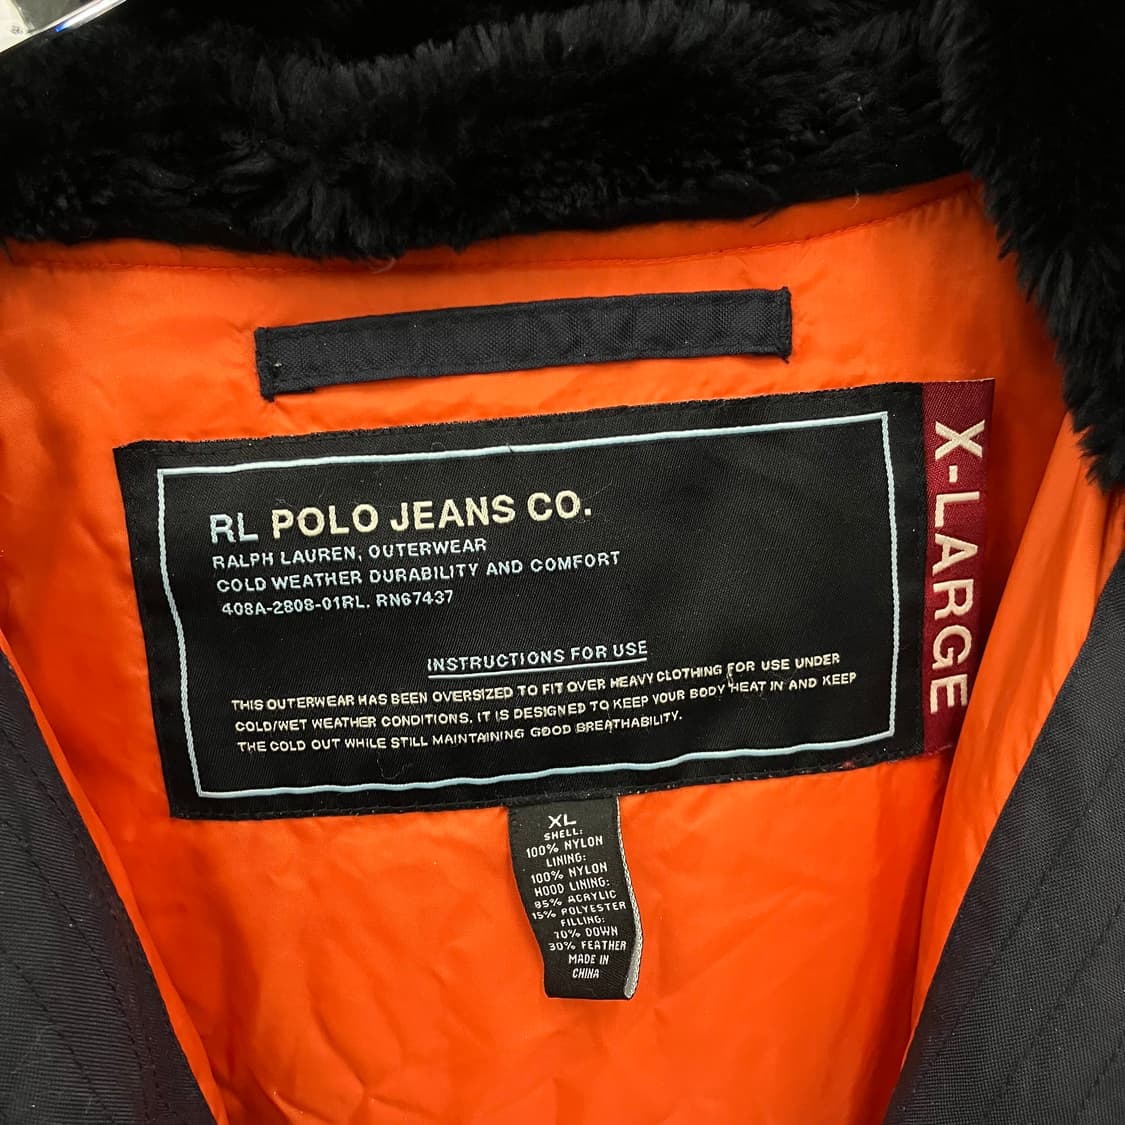 RL POLO JEANS CO.
RALPH LAUREN, OUTERWEAR
COLD WEATHER DURABILITY AND COMFORT
408A-2808-01RL. RN67437
INSTRUCTIONS FOR USE
THIS OUTERWEAR HAS BEEN OVERSIZED TO FIT OVER HEAVY CLOTHING FOR USE UNDER
COLD/WET WEATHER CONDITIONS. IT IS DESIGNED TO KEEP YOUR BODY HEAT IN AND KEEP
THE COLD OUT WHILE STILL MAINTAINING GOOD BREATHABILITY.
X-LARGE
XL
SHELL:
100% NYLON
LINING:
100% NYLON
HOOD LINING:
85% ACRYLIC
15% POLYESTER
FILLING:
70% DOWN
30% FEATHER
MADE IN
CHINA